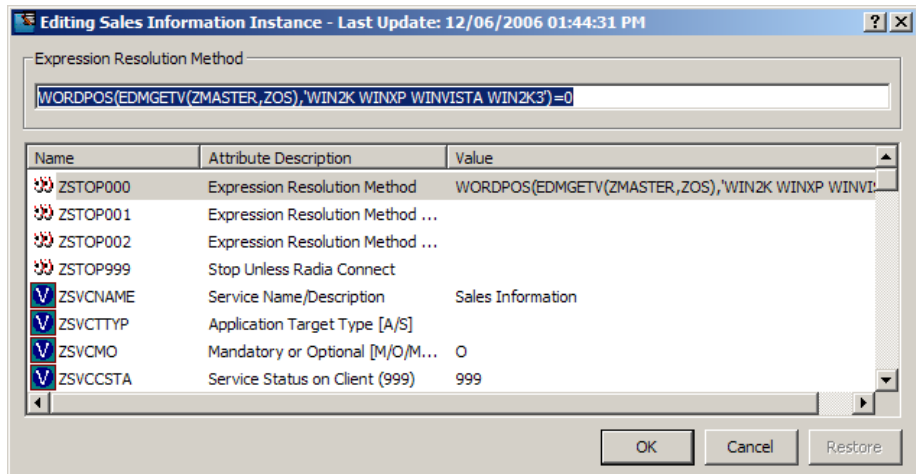 Editing Sales Information Instance - Last Update: 12/06/2006 01:44:31 PM
Expression Resolution Method
WORDPOS(EDMGETV(ZMASTER,ZOS),'WIN2K WINXP WINVISTA WIN2K3')=0
Name Attribute Description Value
ZSTOP000 Expression Resolution Method WORDPOS(EDMGETV(ZMASTER,ZOS),'WIN2K WINXP WINVI
ZSTOP001 Expression Resolution Method ...
ZSTOP002 Expression Resolution Method ...
ZSTOP999 Stop Unless Radia Connect
V ZSVCNAME Service Name/Description Sales Information
V ZSVCTTYP Application Target Type [A/S]
V ZSVCMO Mandatory or Optional [M/O/M... O
V ZSVCCSTA Service Status on Client (999) 999
OK Cancel Restore